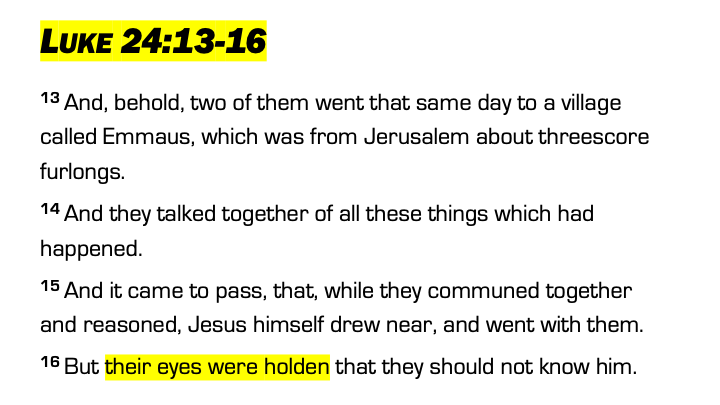 LUKE 24:13-16
13 And, behold, two of them went that same day to a village
called Emmaus, which was from Jerusalem about threescore
furlongs.
14 And they talked together of all these things which had
happened.
15 And it came to pass, that, while they communed together
and reasoned, Jesus himself drew near, and went with them.
16 But their eyes were holden that they should not know him.